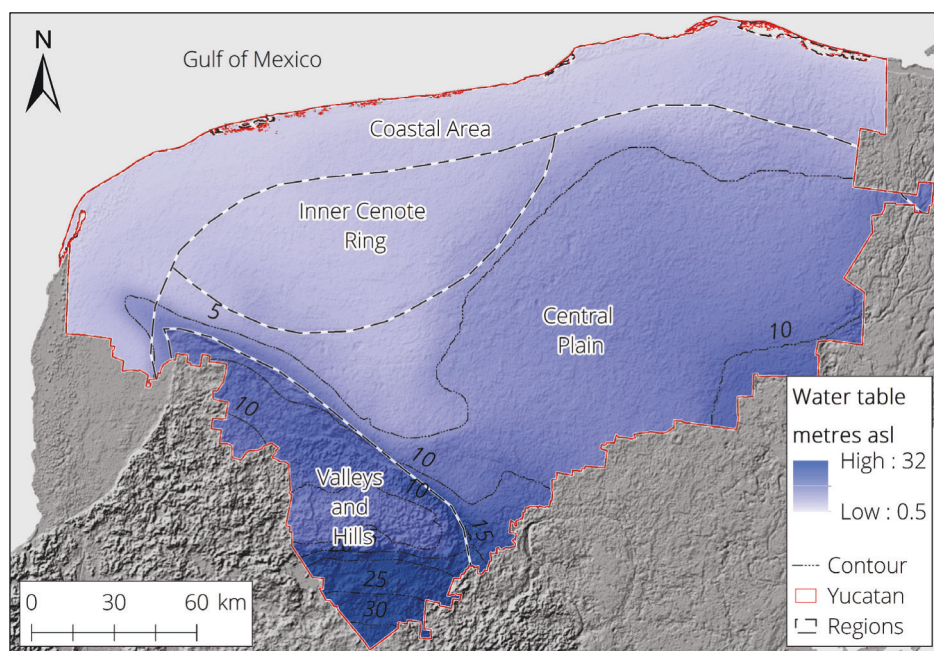 N
Gulf of Mexico
Coastal Area
Inner Cenote
Ring
5
Central
Plain
10
10
10
10
Valleys
and
Hills
15
25
30
0 30 60 km
Water table
metres asl
High : 32
Low : 0.5
Contour
Yucatan
Regions